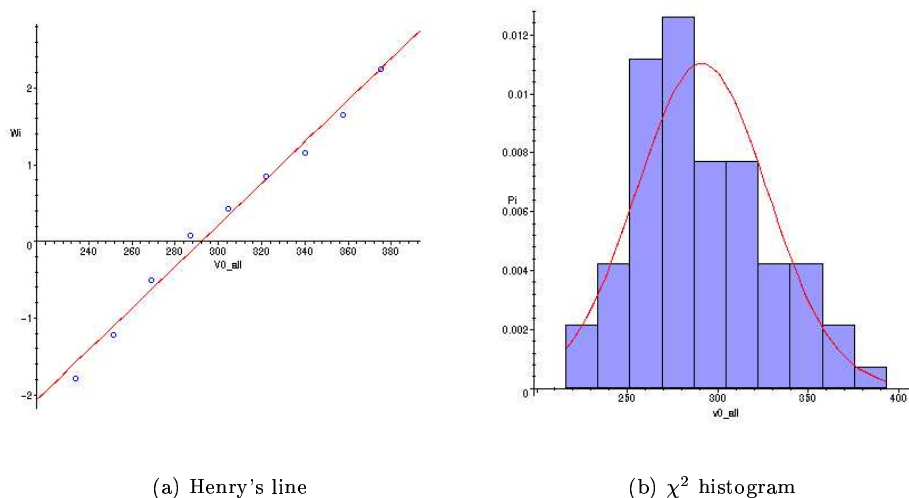 2
Wi
1
0
240 260 280 300 320 340 360 380
V0_all
-1
-2
(a) Henry's line
0.012
0.01
0.008
Pi
0.006
0.004
0.002
0
250 300 350 400
v0_all
(b) χ² histogram